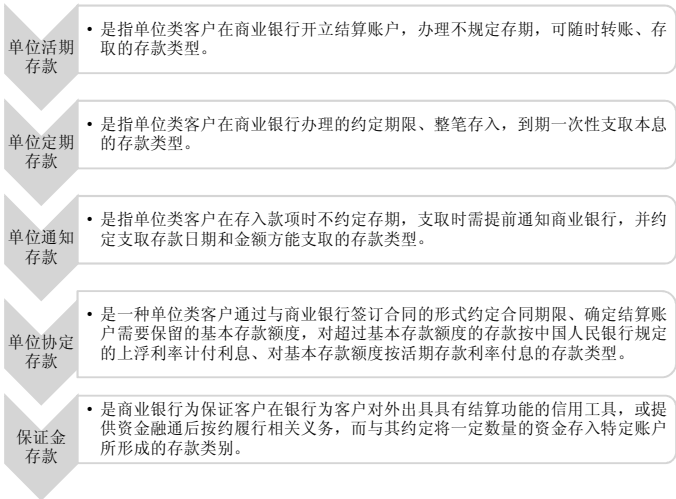 单位活期
存款
• 是指单位类客户在商业银行开立结算账户，办理不规定存期，可随时转账、存
取的存款类型。
单位定期
存款
• 是指单位类客户在商业银行办理的约定期限、整笔存入，到期一次性支取本息
的存款类型。
单位通知
存款
• 是指单位类客户在存入款项时不约定存期，支取时需提前通知商业银行，并约
定支取存款日期和金额方能支取的存款类型。
单位协定
存款
• 是一种单位类客户通过与商业银行签订合同的形式约定合同期限、确定结算账
户需要保留的基本存款额度，对超过基本存款额度的存款按中国人民银行规定
的上浮利率计付利息、对基本存款额度按活期存款利率付息的存款类型。
保证金
存款
• 是商业银行为保证客户在银行为客户对外出具具有结算功能的信用工具，或提
供资金融通后按约履行相关义务，而与其约定将一定数量的资金存入特定账户
所形成的存款类别。